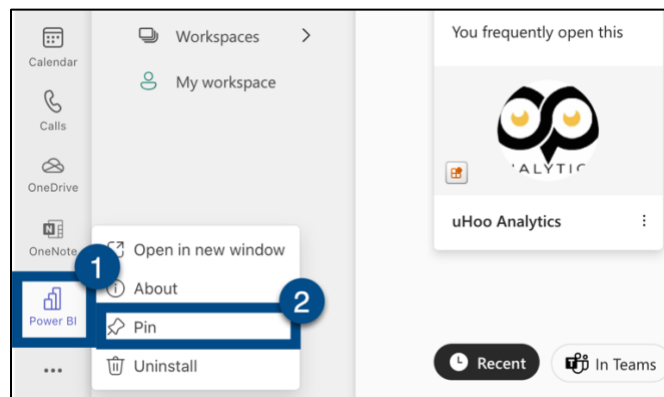 Calendar
Calls
OneDrive
OneNote
1
Power BI
Workspaces
My workspace
Open in new window
About
2
Pin
Uninstall
You frequently open this
ALYTIC
uHoo Analytics
Recent
In Teams